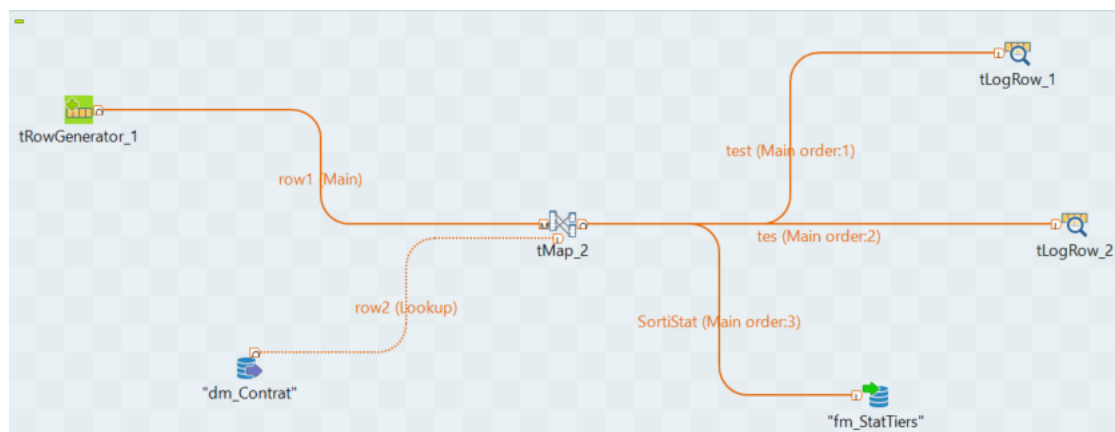 tLogRow_1
tRowGenerator_1
test (Main order:1)
row1 (Main)
tes (Main order:2)
tMap_2
tLogRow_2
row2 (Lookup)
SortiStat (Main order:3)
"dm_Contrat"
"fm_StatTiers"